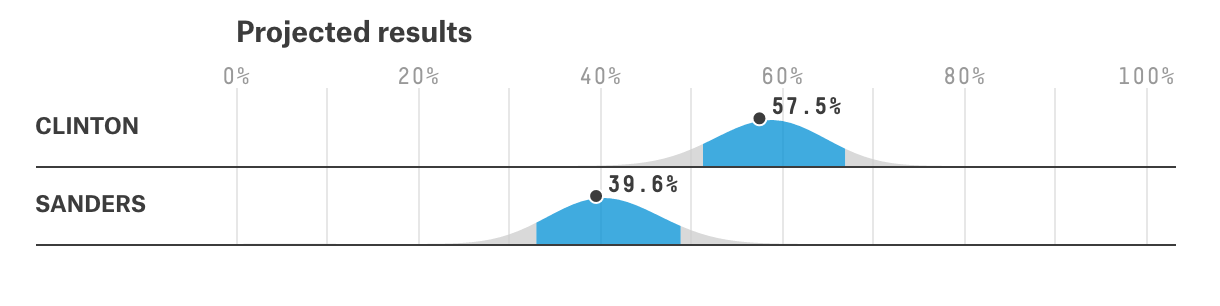 Projected results
0% 20% 40% 60% 80% 100%
57.5%
CLINTON
39.6%
SANDERS